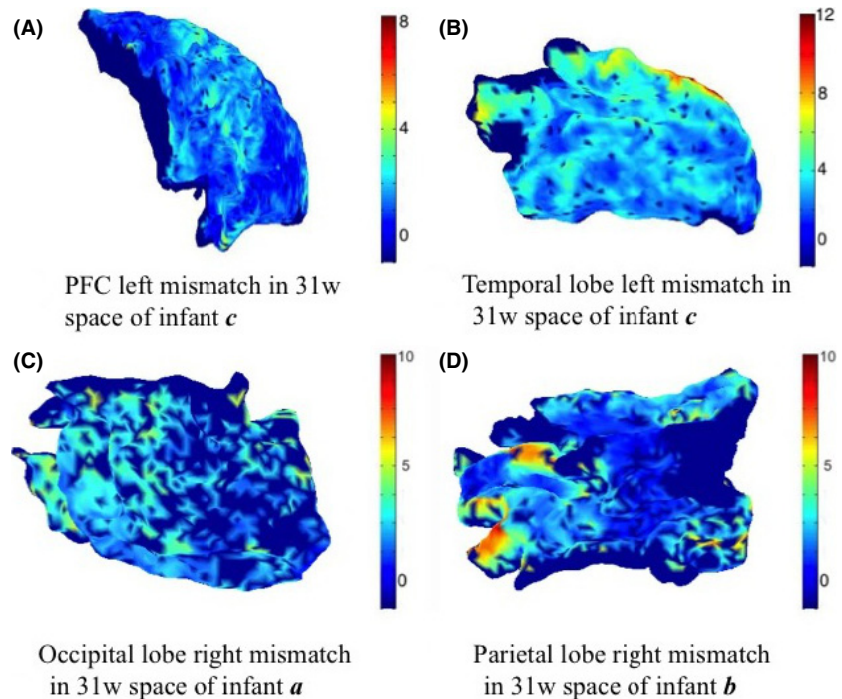 (A)
8
4
0
PFC left mismatch in 31w
space of infant c
(B)
12
8
4
0
Temporal lobe left mismatch in
31w space of infant c
(C)
10
5
0
Occipital lobe right mismatch
in 31w space of infant a
(D)
10
5
0
Parietal lobe right mismatch
in 31w space of infant b